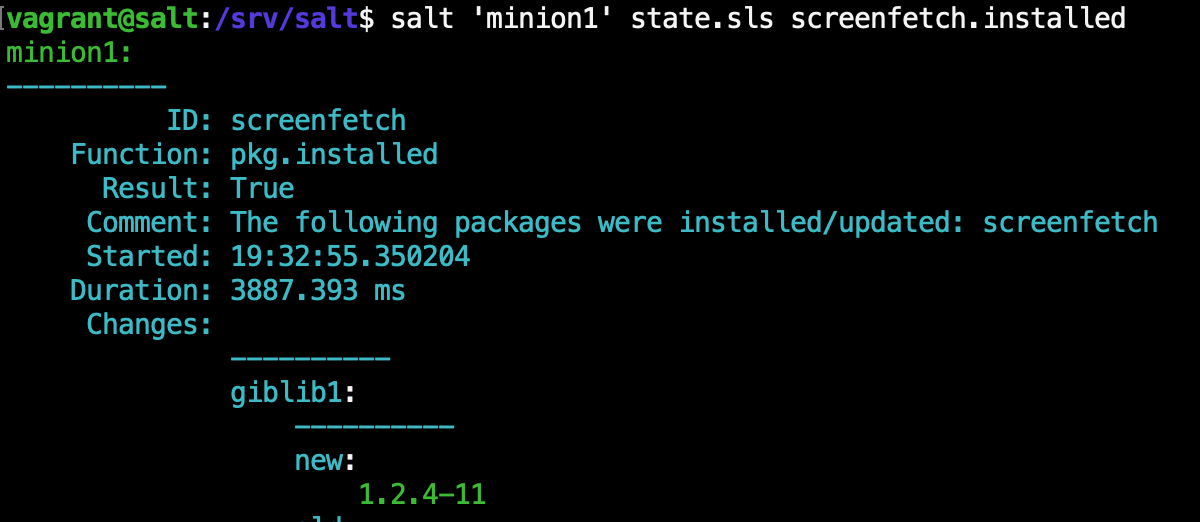 vagrant@salt:/srv/salt$ salt 'minion1' state.sls screenfetch.installed
minion1:
----------
ID: screenfetch
Function: pkg.installed
Result: True
Comment: The following packages were installed/updated: screenfetch
Started: 19:32:55.350204
Duration: 3887.393 ms
Changes:
----------
giblib1:
----------
new:
1.2.4-11